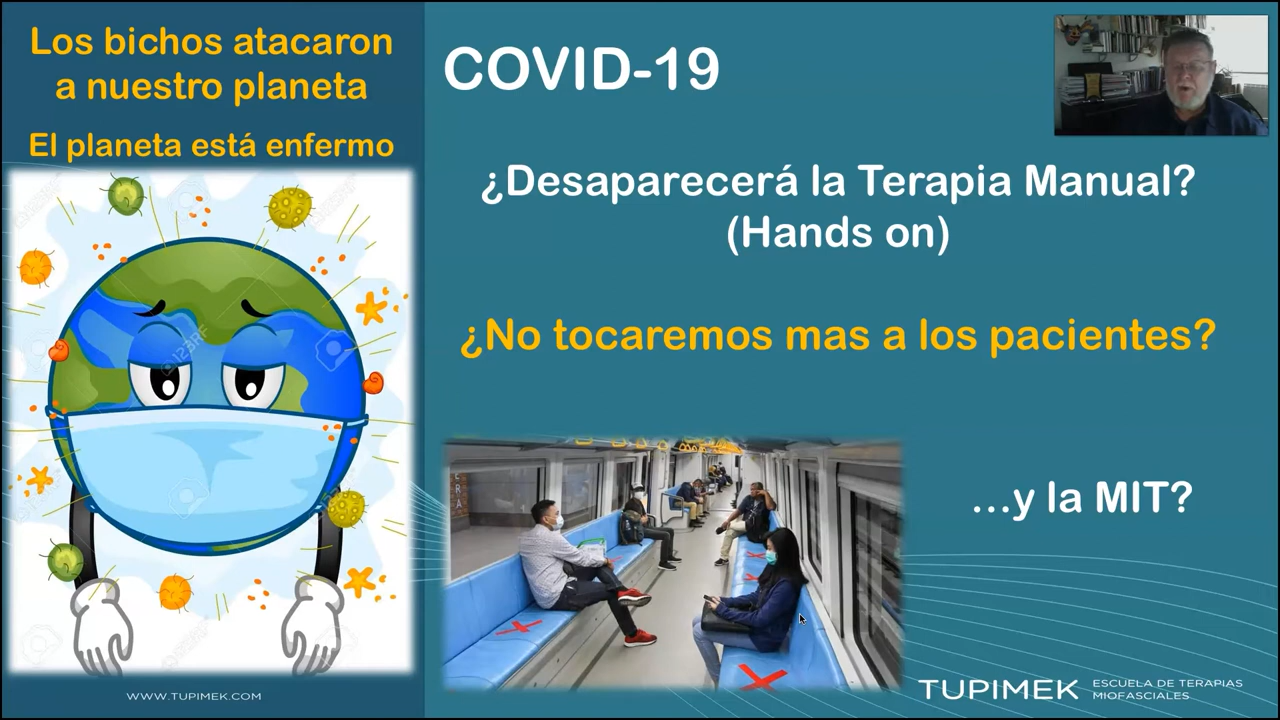 Los bichos atacaron
a nuestro planeta
El planeta está enfermo
COVID-19
¿Desaparecerá la Terapia Manual?
(Hands on)
¿No tocaremos mas a los pacientes?
...y la MIT?
WWW.TUPIMEK.COM
TUPIMEK
ESCUELA DE TERAPIAS
MIOFASCIALES